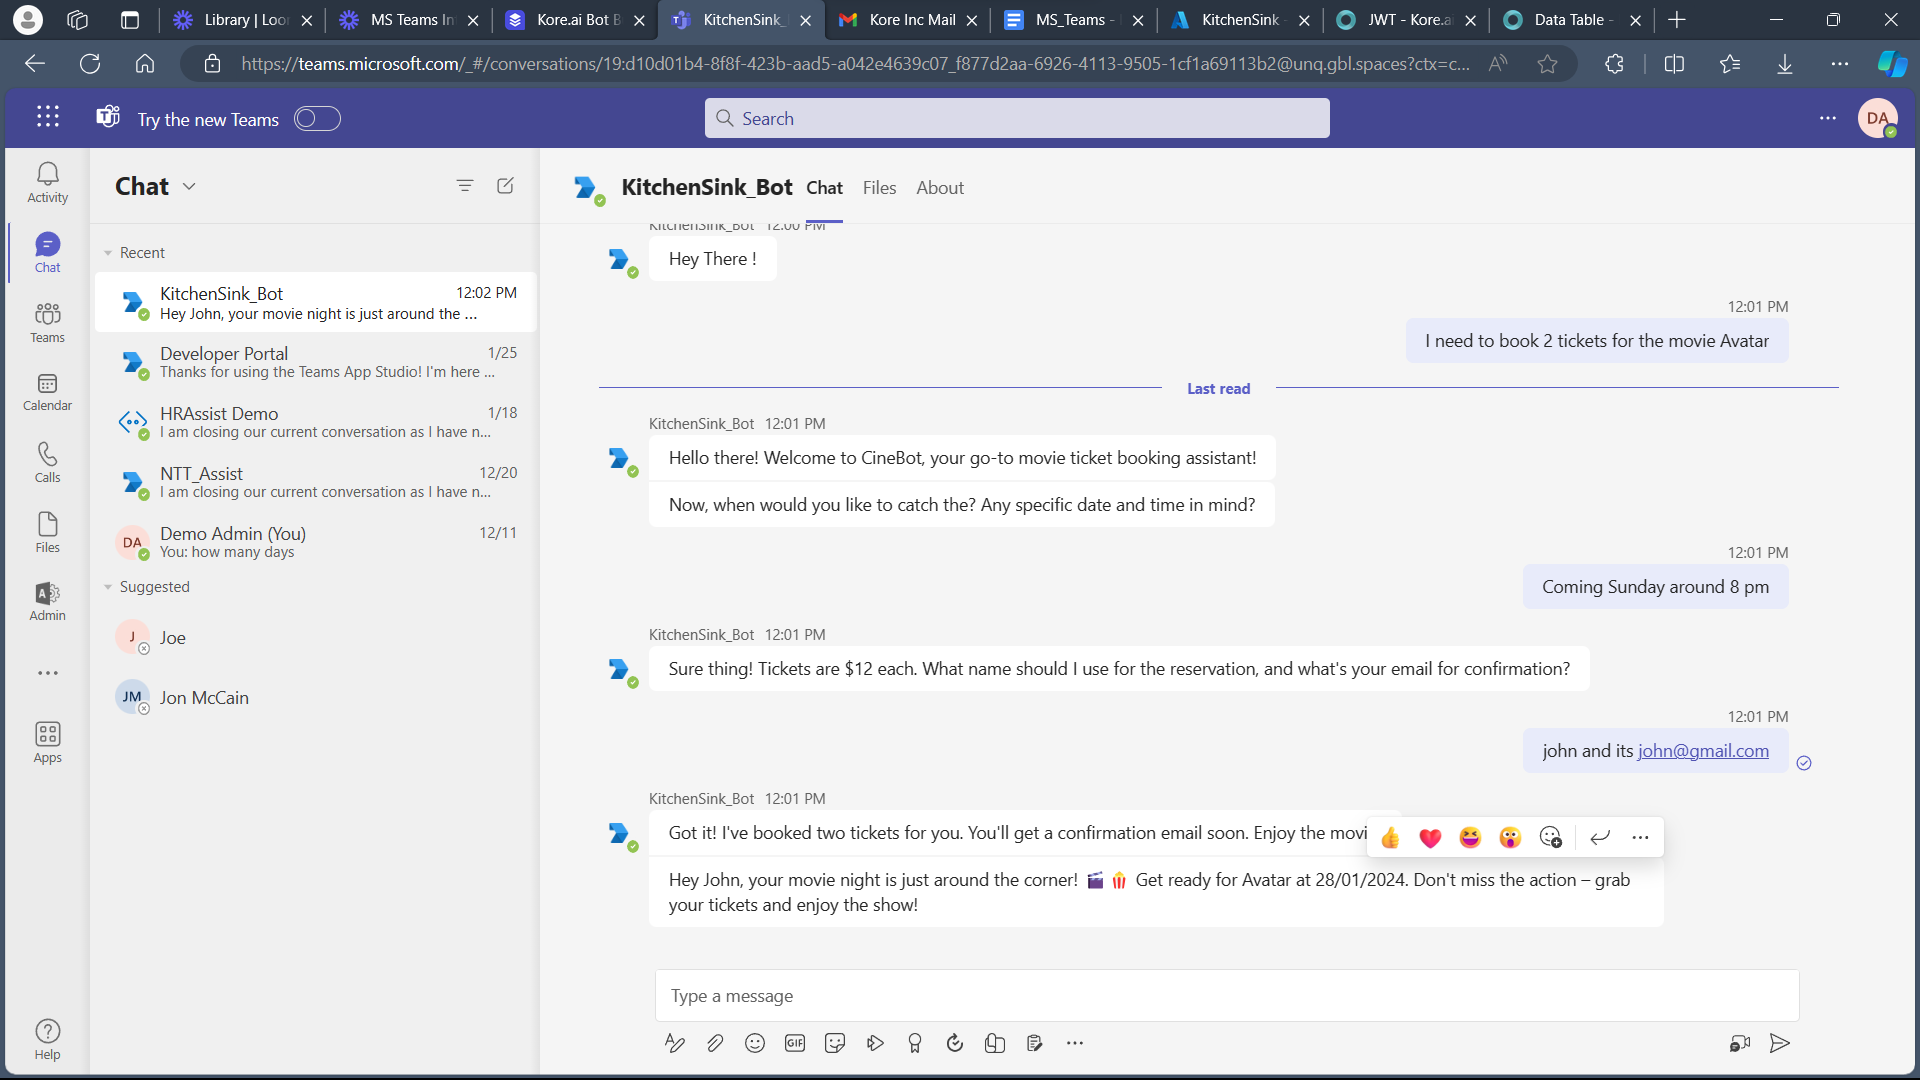 Library | Loo
MS Teams In
Kore.ai Bot B
KitchenSink_
Kore Inc Mail
MS_Teams -
KitchenSink -
JWT - Kore.ai
Data Table -
https://teams.microsoft.com/_#/conversations/19:d10d01b4-8f8f-423b-aad5-a042e4639c07_f877d2aa-6926-4113-9505-1cf1a69113b2@unq.gbl.spaces?ctx=c...
Try the new Teams
Search
DA
Activity
Chat
Teams
Calendar
Calls
Files
Admin
Apps
Help
Chat
Recent
KitchenSink_Bot 12:02 PM
Hey John, your movie night is just around the ...
Developer Portal 1/25
Thanks for using the Teams App Studio! I'm here ...
HRAssist Demo 1/18
I am closing our current conversation as I have n...
NTT_Assist 12/20
I am closing our current conversation as I have n...
DA
Demo Admin (You) 12/11
You: how many days
Suggested
J
Joe
JM
Jon McCain
KitchenSink_Bot Chat Files About
KitchenSink_Bot 12:00 PM
Hey There !
12:01 PM
I need to book 2 tickets for the movie Avatar
Last read
KitchenSink_Bot 12:01 PM
Hello there! Welcome to CineBot, your go-to movie ticket booking assistant!
Now, when would you like to catch the? Any specific date and time in mind?
12:01 PM
Coming Sunday around 8 pm
KitchenSink_Bot 12:01 PM
Sure thing! Tickets are $12 each. What name should I use for the reservation, and what's your email for confirmation?
12:01 PM
john and its john@gmail.com
KitchenSink_Bot 12:01 PM
Got it! I've booked two tickets for you. You'll get a confirmation email soon. Enjoy the movi
Hey John, your movie night is just around the corner! 🎬 🍿 Get ready for Avatar at 28/01/2024. Don't miss the action – grab
your tickets and enjoy the show!
Type a message
GIF